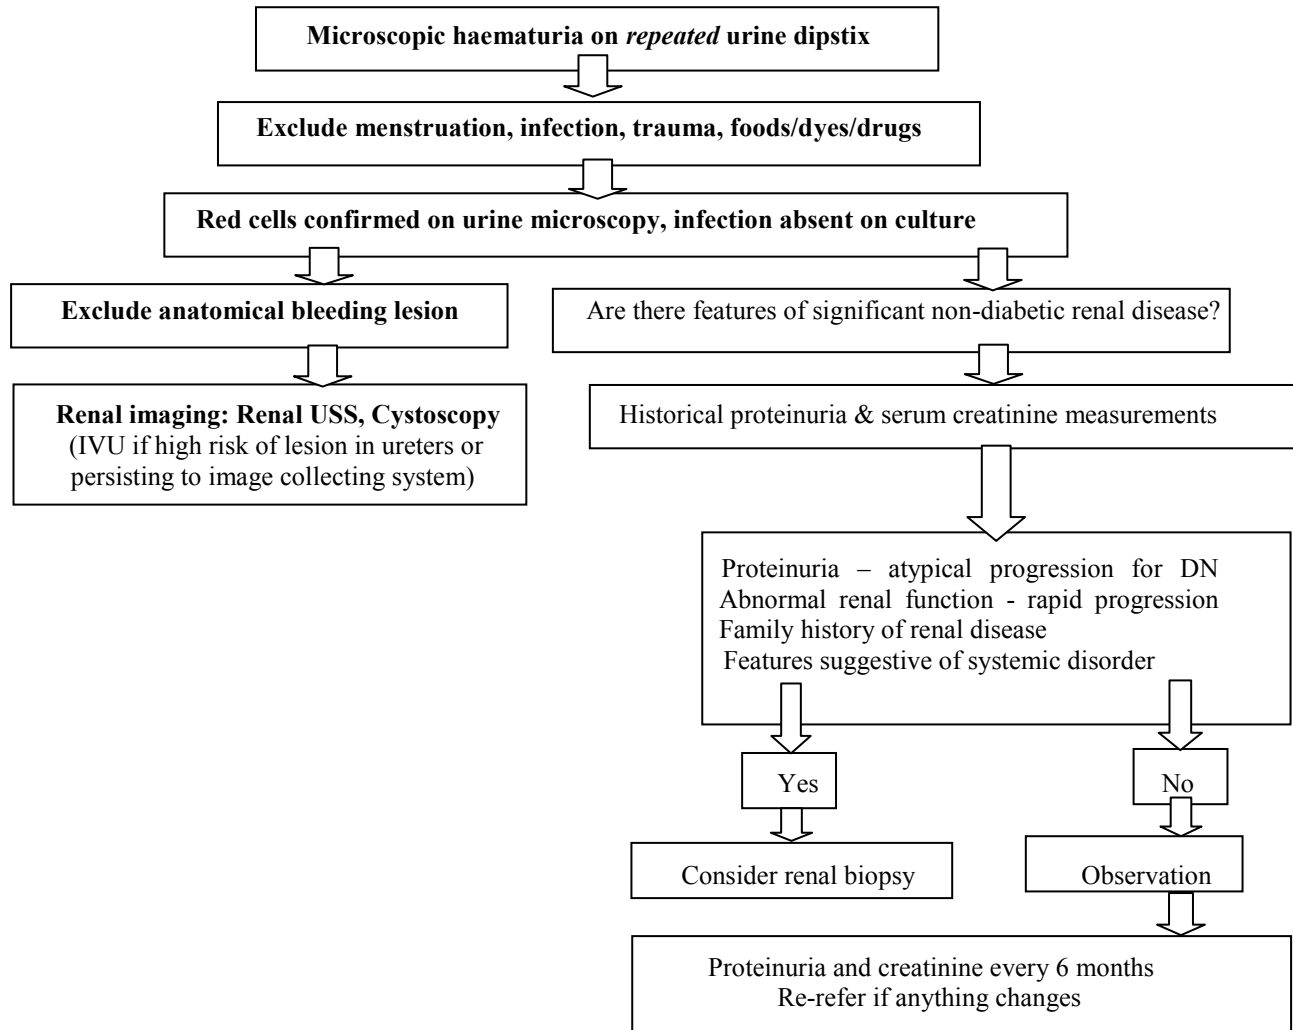 Microscopic haematuria on repeated urine dipstix
Exclude menstruation, infection, trauma, foods/dyes/drugs
Red cells confirmed on urine microscopy, infection absent on culture
Exclude anatomical bleeding lesion
Are there features of significant non-diabetic renal disease?
Renal imaging: Renal USS, Cystoscopy
(IVU if high risk of lesion in ureters or
persisting to image collecting system)
Historical proteinuria & serum creatinine measurements
Proteinuria – atypical progression for DN
Abnormal renal function - rapid progression
Family history of renal disease
Features suggestive of systemic disorder
Yes
No
Consider renal biopsy
Observation
Proteinuria and creatinine every 6 months
Re-refer if anything changes